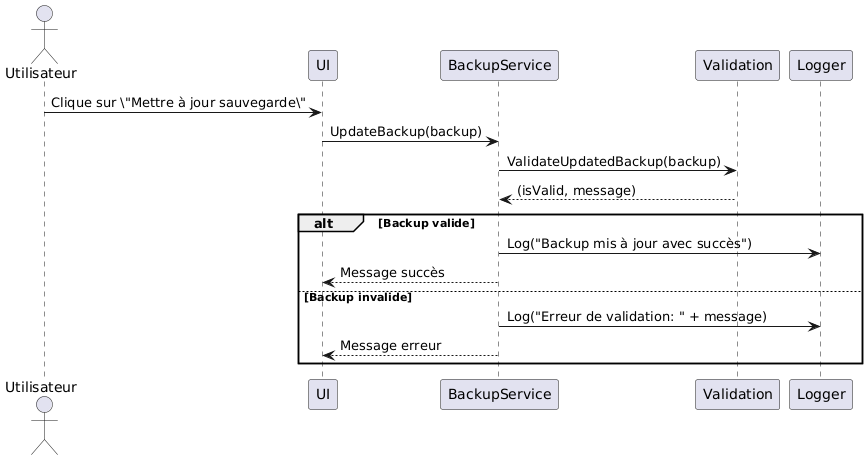 Utilisateur
UI
BackupService
Validation
Logger
Clique sur \"Mettre à jour sauvegarde\"
UpdateBackup(backup)
ValidateUpdatedBackup(backup)
(isValid, message)
alt
[Backup valide]
Log("Backup mis à jour avec succès")
Message succès
[Backup invalide]
Log("Erreur de validation: " + message)
Message erreur
Utilisateur
UI
BackupService
Validation
Logger